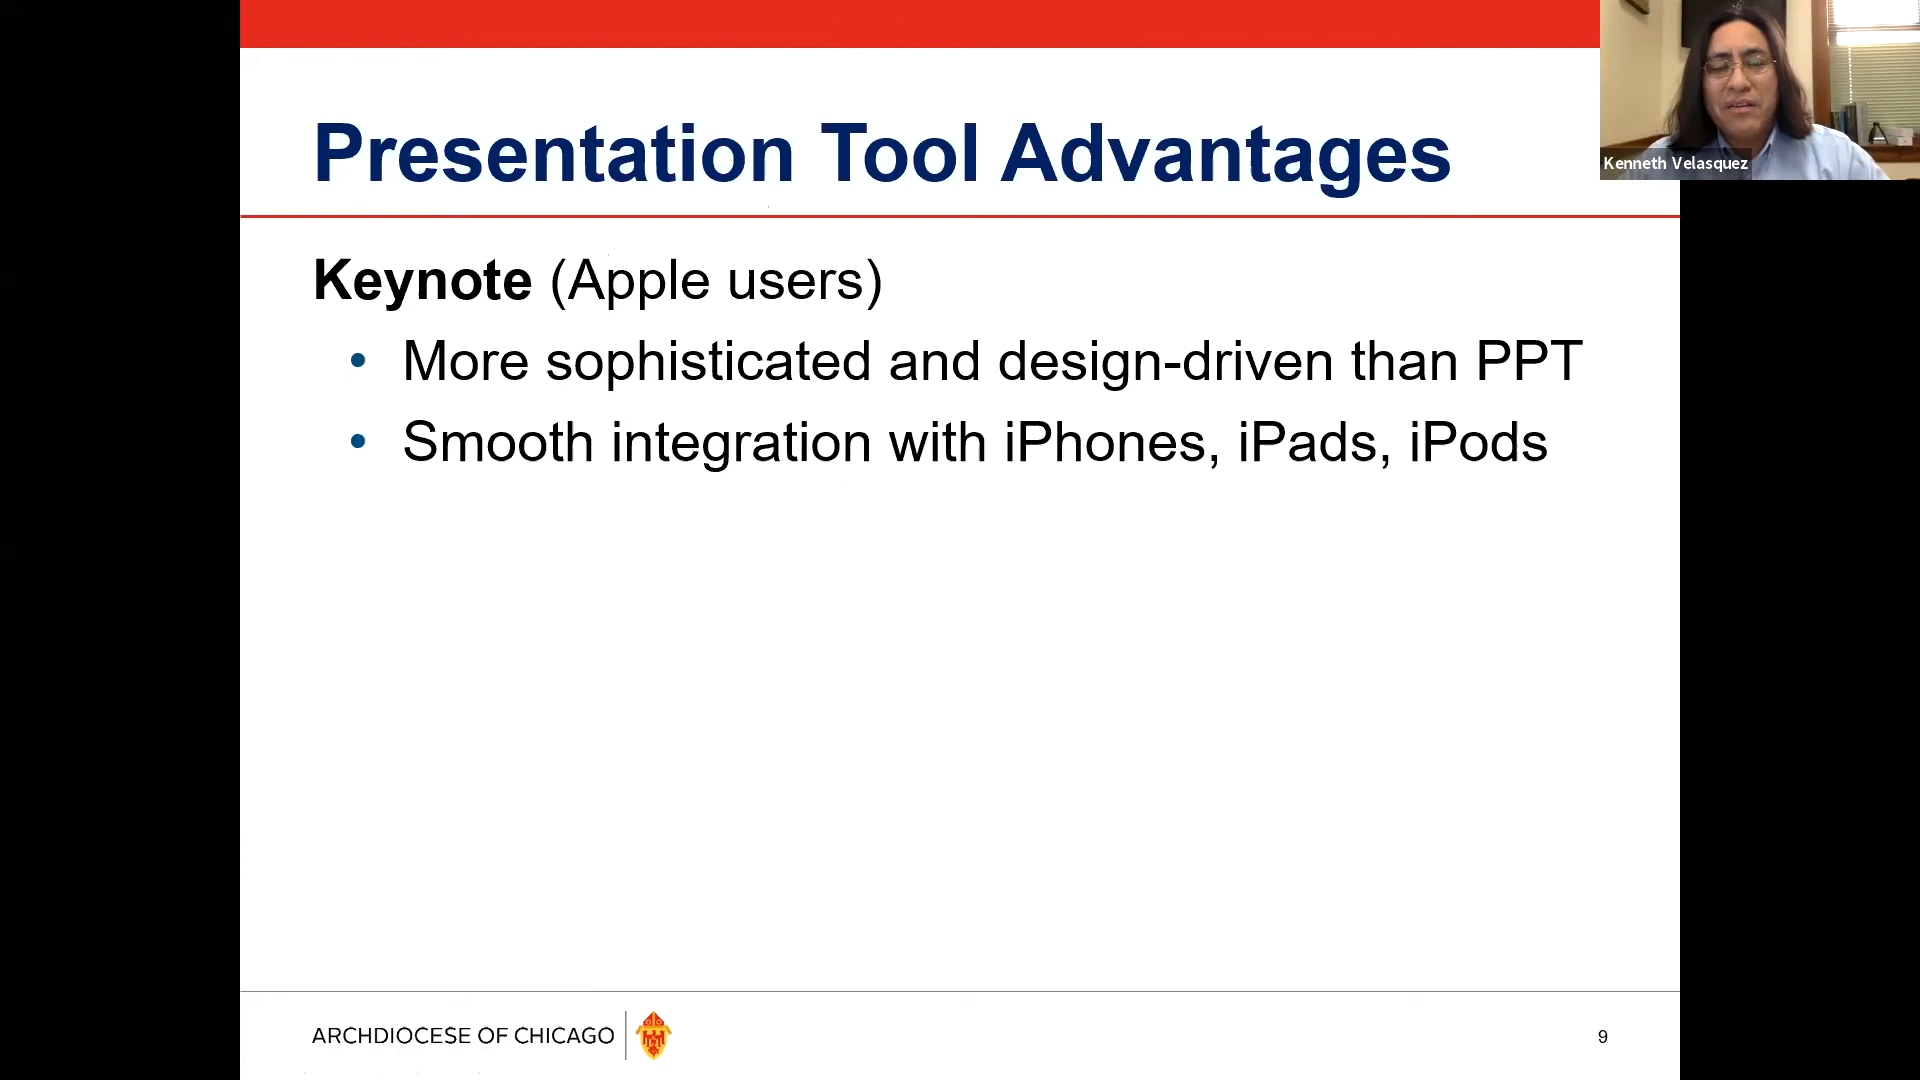 Presentation Tool Advantages
Kenneth Velasquez
Keynote (Apple users)
• More sophisticated and design-driven than PPT
• Smooth integration with iPhones, iPads, iPods
ARCHDIOCESE OF CHICAGO
9